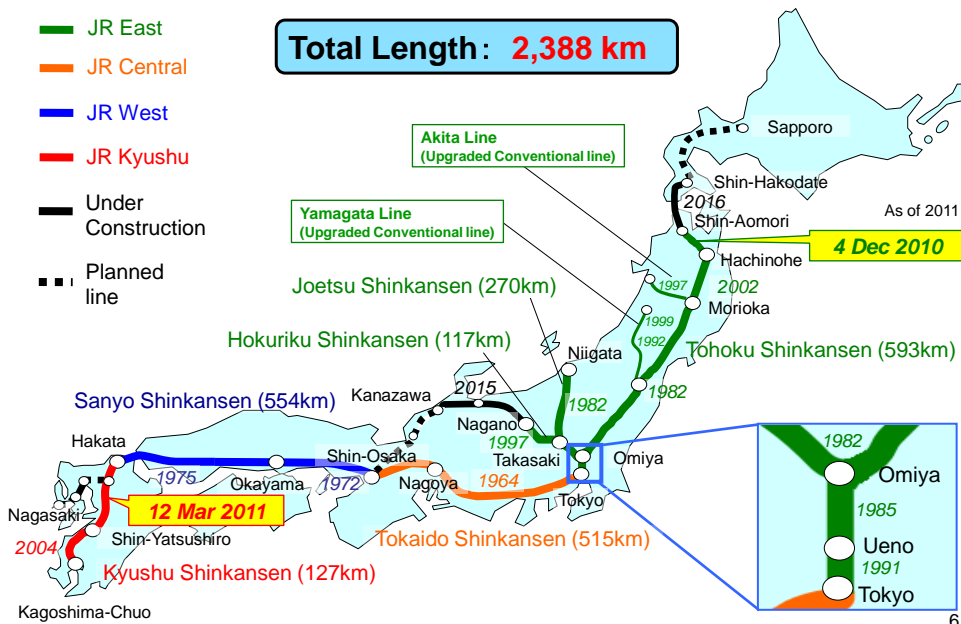 JR East
JR Central
JR West
JR Kyushu
Under
Construction
Planned
line
Total Length: 2,388 km
Akita Line
(Upgraded Conventional line)
Yamagata Line
(Upgraded Conventional line)
Sapporo
Shin-Hakodate
2016
Shin-Aomori
As of 2011
4 Dec 2010
Hachinohe
2002
1997
Morioka
Joetsu Shinkansen (270km)
1999
1992
Hokuriku Shinkansen (117km)
Tohoku Shinkansen (593km)
Niigata
1982
1982
Kanazawa
2015
Nagano
1997
Takasaki
Omiya
Tokyo
Sanyo Shinkansen (554km)
Hakata
1975
Okayama
Shin-Osaka
1972
Nagoya
1964
Tokaido Shinkansen (515km)
Nagasaki
12 Mar 2011
Shin-Yatsushiro
2004
Kyushu Shinkansen (127km)
Kagoshima-Chuo
1982
Omiya
1985
Ueno
1991
Tokyo
6